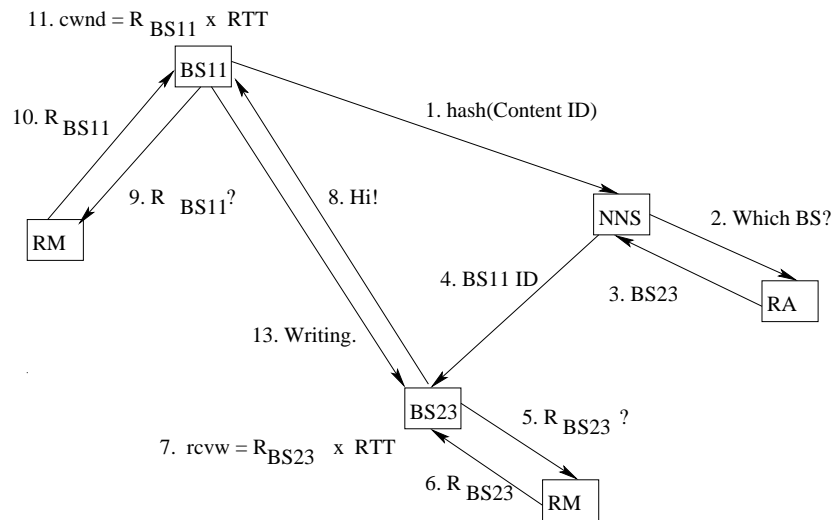 11. cwnd = R BS11 x RTT
BS11
10. R BS11
1. hash(Content ID)
9. R BS11 ?
8. Hi!
NNS
2. Which BS?
RM
4. BS11 ID
3. BS23
RA
13. Writing.
BS23
5. R BS23 ?
7. rcvw = R BS23 x RTT
6. R BS23
RM